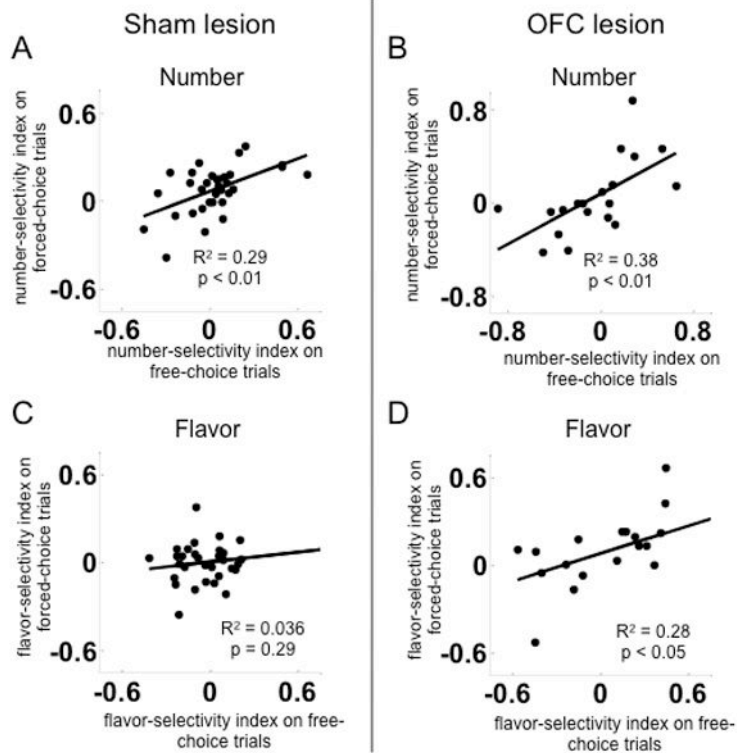 Sham lesion
A
Number
number-selectivity index on
forced-choice trials
0.6
0
-0.6
R² = 0.29
p < 0.01
-0.6
0
0.6
number-selectivity index on
free-choice trials
OFC lesion
B
Number
number-selectivity index on
forced-choice trials
0.8
0
-0.8
R² = 0.38
p < 0.01
-0.8
0
0.8
number-selectivity index on
free-choice trials
C
Flavor
flavor-selectivity index on
forced-choice trials
0.6
0
-0.6
R² = 0.036
p = 0.29
-0.6
0
0.6
flavor-selectivity index on free-
choice trials
D
Flavor
flavor-selectivity index on
forced-choice trials
0.6
0
-0.6
R² = 0.28
p < 0.05
-0.6
0
0.6
flavor-selectivity index on free-
choice trials